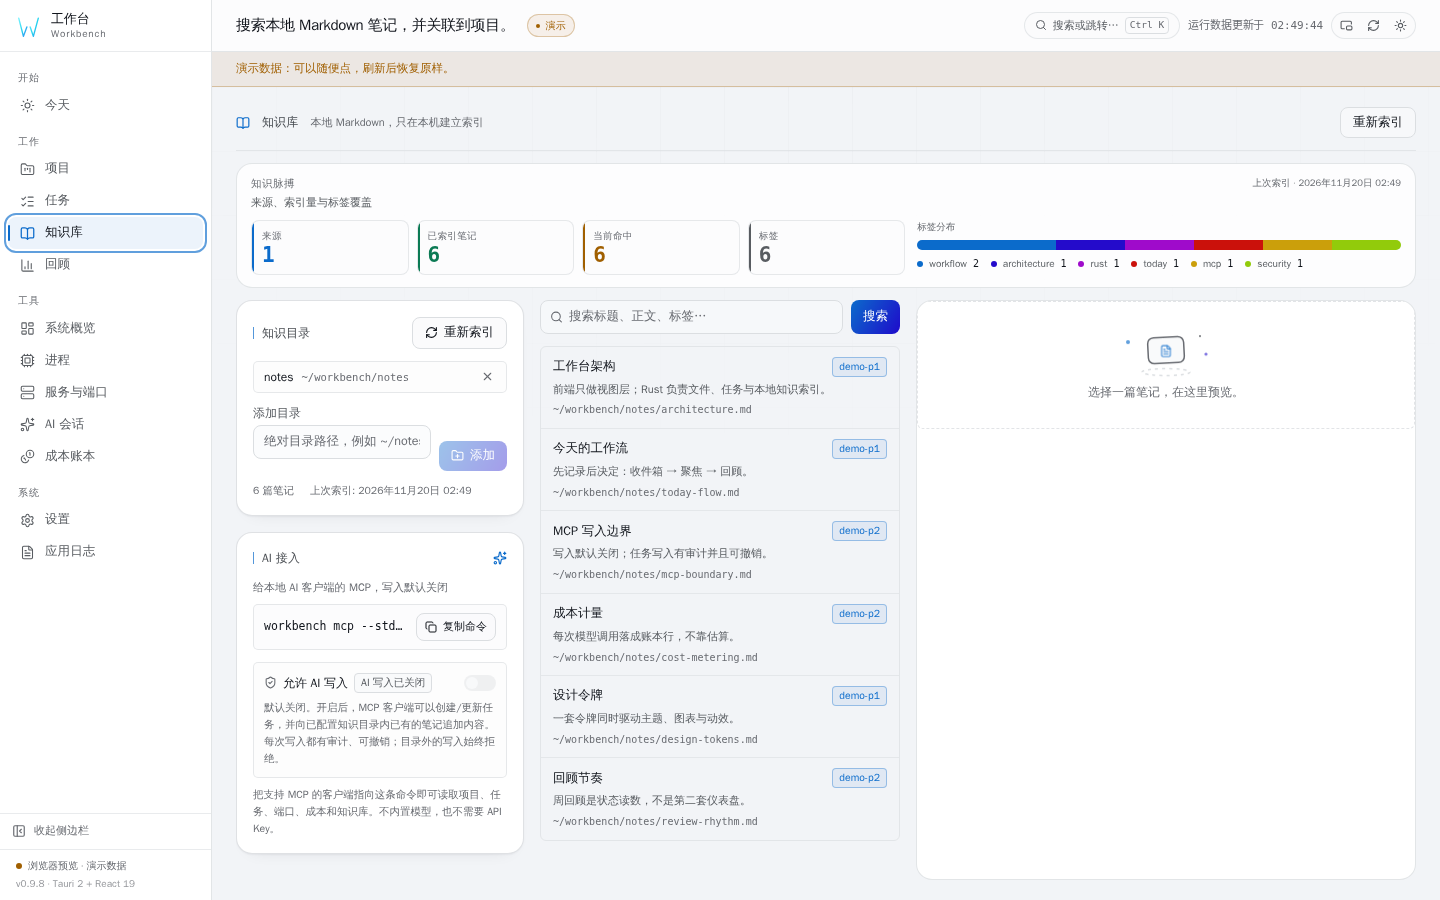 工作台
Workbench
开始
今天
工作
项目
任务
知识库
回顾
工具
系统概览
进程
服务与端口
AI 会话
成本账本
系统
设置
应用日志
收起侧边栏
浏览器预览 · 演示数据
v0.9.8 · Tauri 2 + React 19
搜索本地 Markdown 笔记，并关联到项目。
演示
搜索或跳转… Ctrl K
运行数据更新于 02:49:44
演示数据：可以随便点，刷新后恢复原样。
知识库 本地 Markdown，只在本机建立索引
重新索引
知识脉搏
来源、索引量与标签覆盖
上次索引 · 2026年11月20日 02:49
来源
1
已索引笔记
6
当前命中
6
标签
6
标签分布
workflow 2 architecture 1 rust 1 today 1 mcp 1 security 1
知识目录
重新索引
notes ~/workbench/notes
添加目录
绝对目录路径，例如 ~/notes
添加
6 篇笔记 上次索引: 2026年11月20日 02:49
AI 接入
给本地 AI 客户端的 MCP，写入默认关闭
workbench mcp --std…
复制命令
允许 AI 写入 AI 写入已关闭
默认关闭。开启后，MCP 客户端可以创建/更新任
务，并向已配置知识目录内已有的笔记追加内容。
每次写入都有审计、可撤销；目录外的写入始终拒
绝。
把支持 MCP 的客户端指向这条命令即可读取项目、任
务、端口、成本和知识库。不内置模型，也不需要 API
Key。
搜索标题、正文、标签…
搜索
工作台架构 demo-p1
前端只做视图层；Rust 负责文件、任务与本地知识索引。
~/workbench/notes/architecture.md
今天的工作流 demo-p1
先记录后决定：收件箱 → 聚焦 → 回顾。
~/workbench/notes/today-flow.md
MCP 写入边界 demo-p1
写入默认关闭；任务写入有审计并且可撤销。
~/workbench/notes/mcp-boundary.md
成本计量 demo-p2
每次模型调用落成账本行，不靠估算。
~/workbench/notes/cost-metering.md
设计令牌 demo-p1
一套令牌同时驱动主题、图表与动效。
~/workbench/notes/design-tokens.md
回顾节奏 demo-p2
周回顾是状态读数，不是第二套仪表盘。
~/workbench/notes/review-rhythm.md
选择一篇笔记，在这里预览。